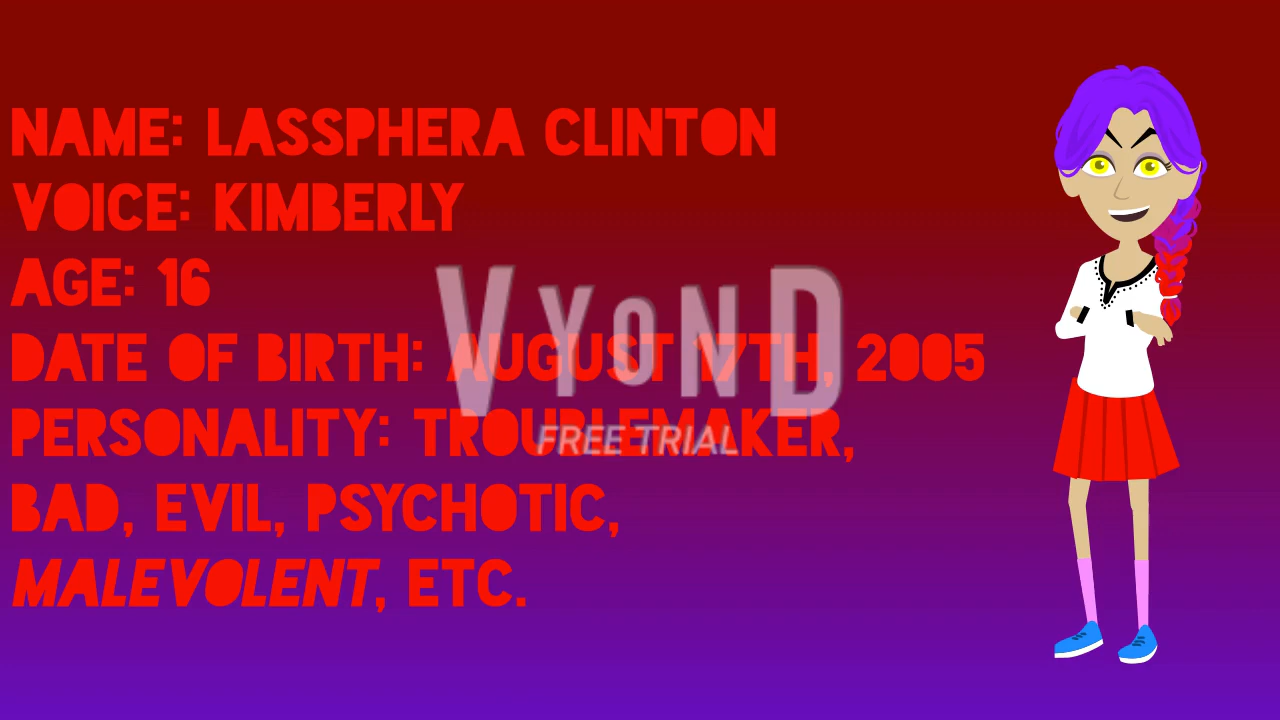 NAME: LASSPHERA CLINTON
VOICE: KIMBERLY
AGE: 16
DATE OF BIRTH: AUGUST 17TH, 2005
PERSONALITY: TROUBLEMAKER,
BAD, EVIL, PSYCHOTIC,
MALEVOLENT, ETC.
VYOND
FREE TRIAL